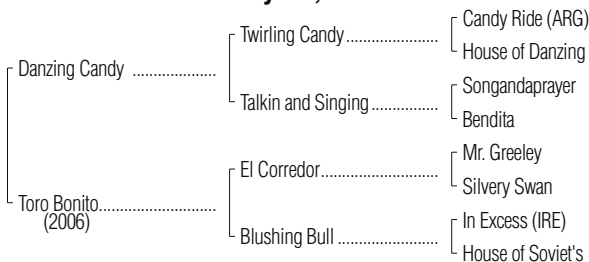 Candy Ride (ARG)
Twirling Candy
House of Danzing
Danzing Candy
Songandaprayer
Talkin and Singing
Bendita
Mr. Greeley
El Corredor
Silvery Swan
Toro Bonito
(2006)
In Excess (IRE)
Blushing Bull
House of Soviet's